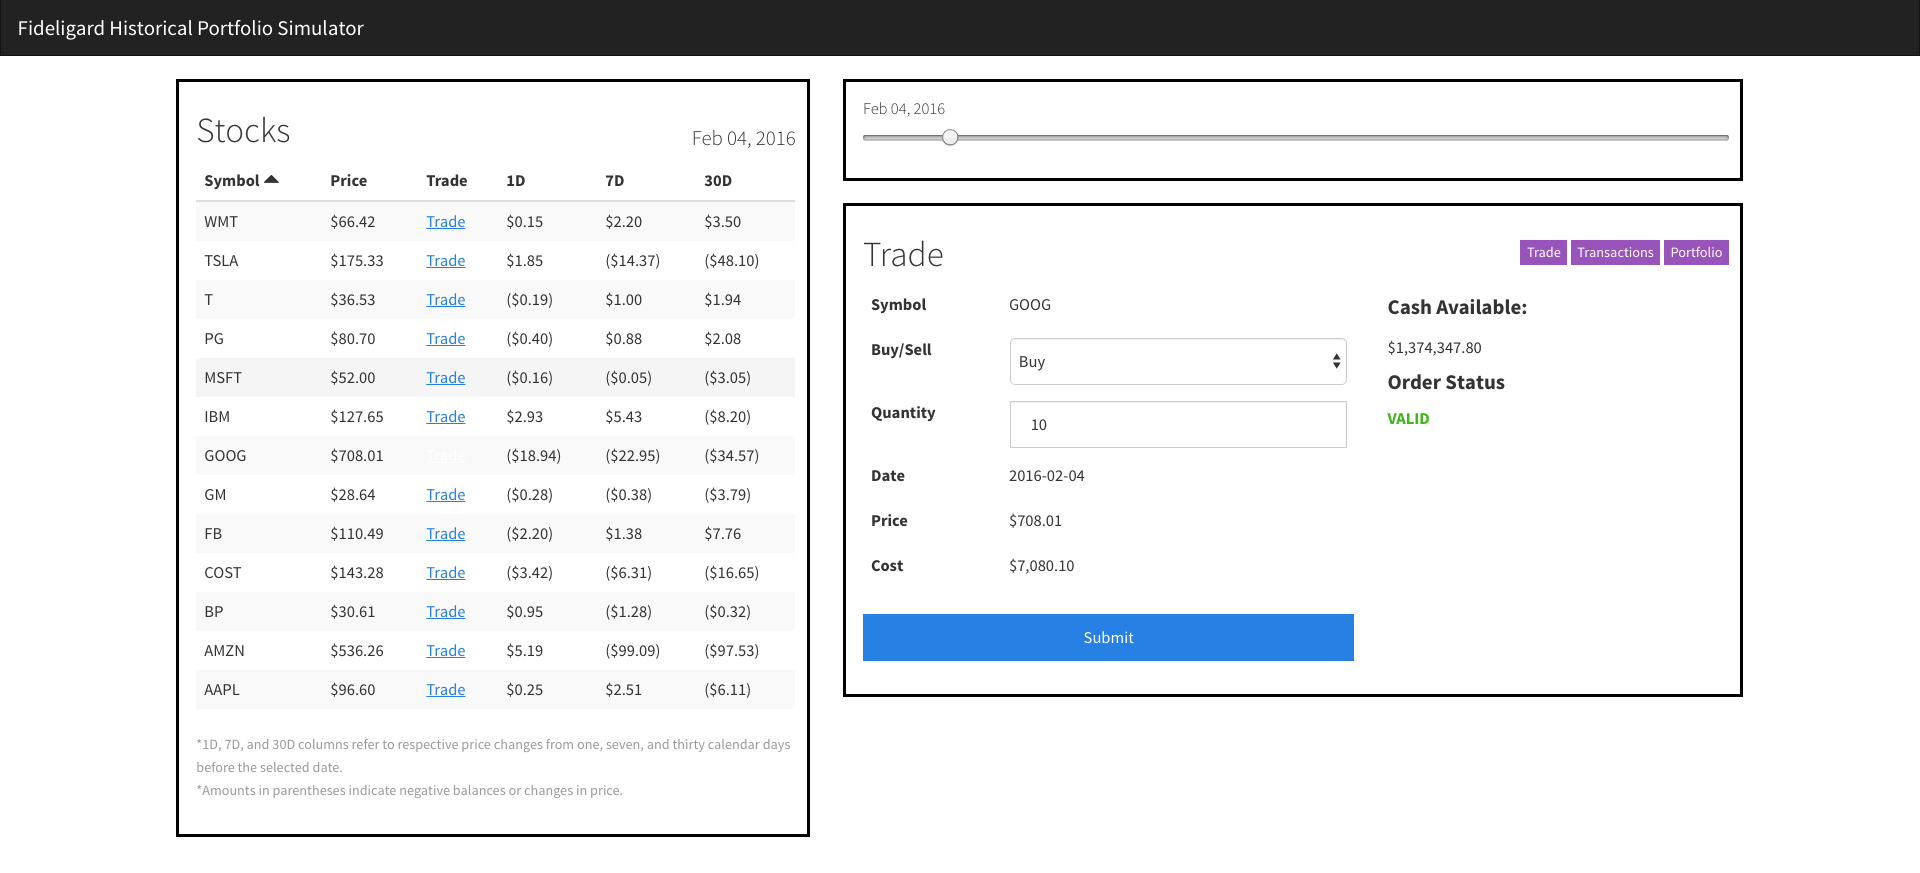 Fideligard Historical Portfolio Simulator
Stocks
Feb 04, 2016
Symbol Price Trade 1D 7D 30D
WMT $66.42 Trade $0.15 $2.20 $3.50
TSLA $175.33 Trade $1.85 ($14.37) ($48.10)
T $36.53 Trade ($0.19) $1.00 $1.94
PG $80.70 Trade ($0.40) $0.88 $2.08
MSFT $52.00 Trade ($0.16) ($0.05) ($3.05)
IBM $127.65 Trade $2.93 $5.43 ($8.20)
GOOG $708.01 Trade ($18.94) ($22.95) ($34.57)
GM $28.64 Trade ($0.28) ($0.38) ($3.79)
FB $110.49 Trade ($2.20) $1.38 $7.76
COST $143.28 Trade ($3.42) ($6.31) ($16.65)
BP $30.61 Trade $0.95 ($1.28) ($0.32)
AMZN $536.26 Trade $5.19 ($99.09) ($97.53)
AAPL $96.60 Trade $0.25 $2.51 ($6.11)
*1D, 7D, and 30D columns refer to respective price changes from one, seven, and thirty calendar days
before the selected date.
*Amounts in parentheses indicate negative balances or changes in price.
Feb 04, 2016
Trade
Trade Transactions Portfolio
Symbol GOOG
Buy/Sell Buy
Quantity 10
Date 2016-02-04
Price $708.01
Cost $7,080.10
Submit
Cash Available:
$1,374,347.80
Order Status
VALID